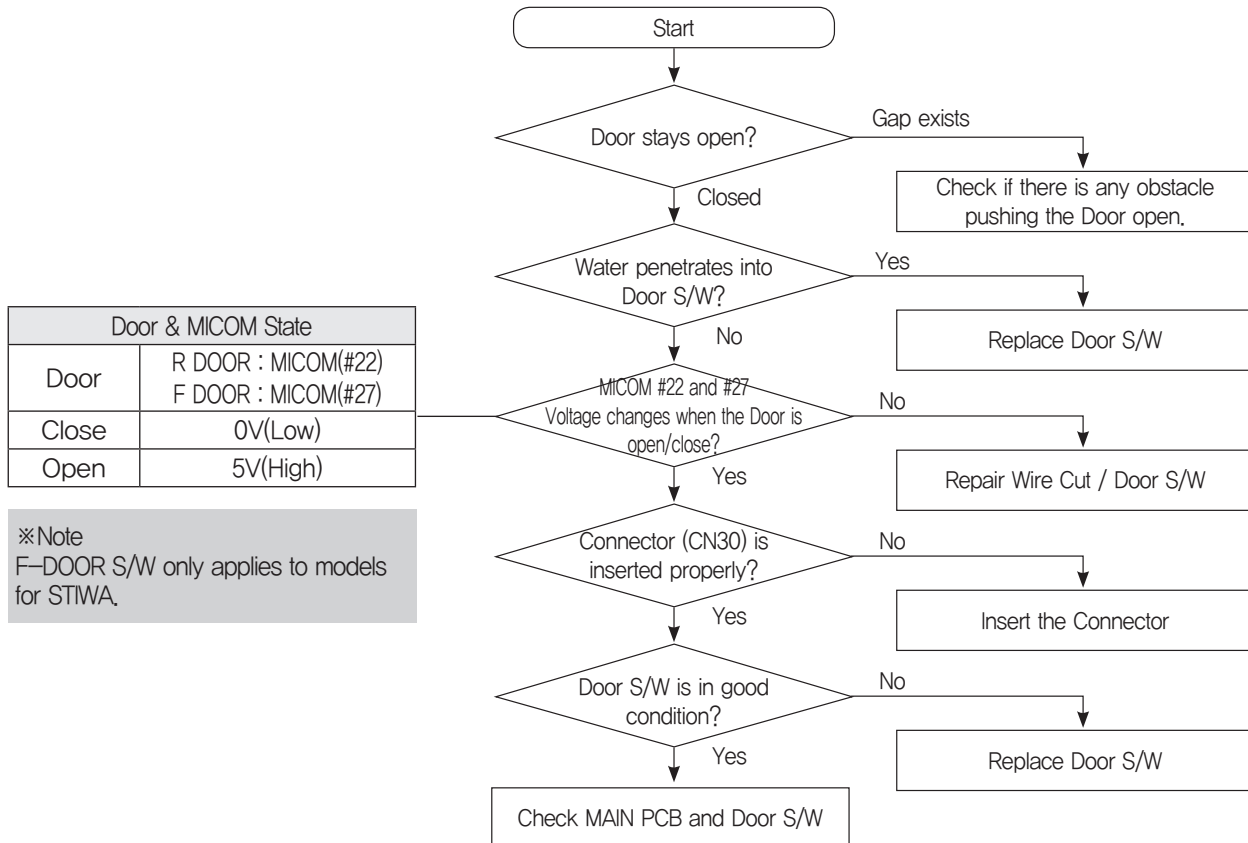 Start
Door stays open?
Gap exists
Check if there is any obstacle
pushing the Door open.
Closed
Water penetrates into
Door S/W?
Yes
Replace Door S/W
No
MICOM #22 and #27
Voltage changes when the Door is
open/close?
No
Repair Wire Cut / Door S/W
Yes
Door & MICOM State
Door
R DOOR : MICOM(#22)
F DOOR : MICOM(#27)
Close 0V(Low)
Open 5V(High)
※Note
F-DOOR S/W only applies to models
for STIWA.
Connector (CN30) is
inserted properly?
No
Insert the Connector
Yes
Door S/W is in good
condition?
No
Replace Door S/W
Yes
Check MAIN PCB and Door S/W